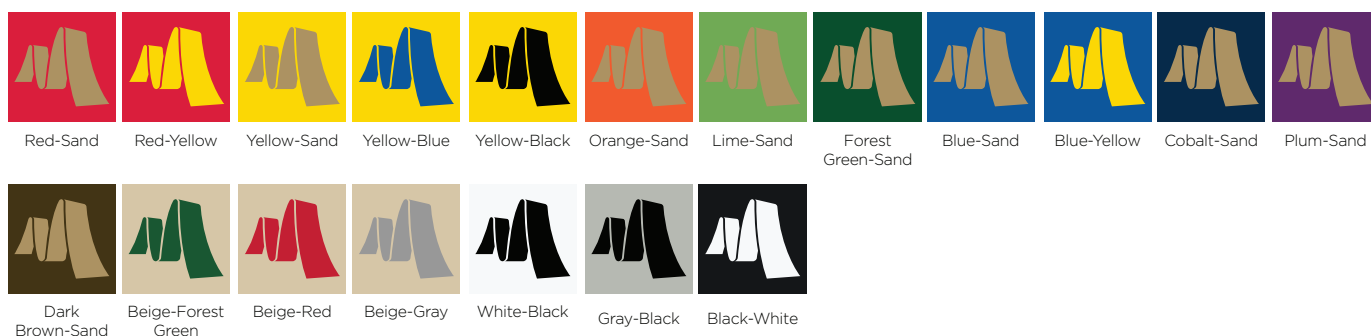 Red-Sand
Red-Yellow
Yellow-Sand
Yellow-Blue
Yellow-Black
Orange-Sand
Lime-Sand
Forest
Green-Sand
Blue-Sand
Blue-Yellow
Cobalt-Sand
Plum-Sand
Dark
Brown-Sand
Beige-Forest
Green
Beige-Red
Beige-Gray
White-Black
Gray-Black
Black-White